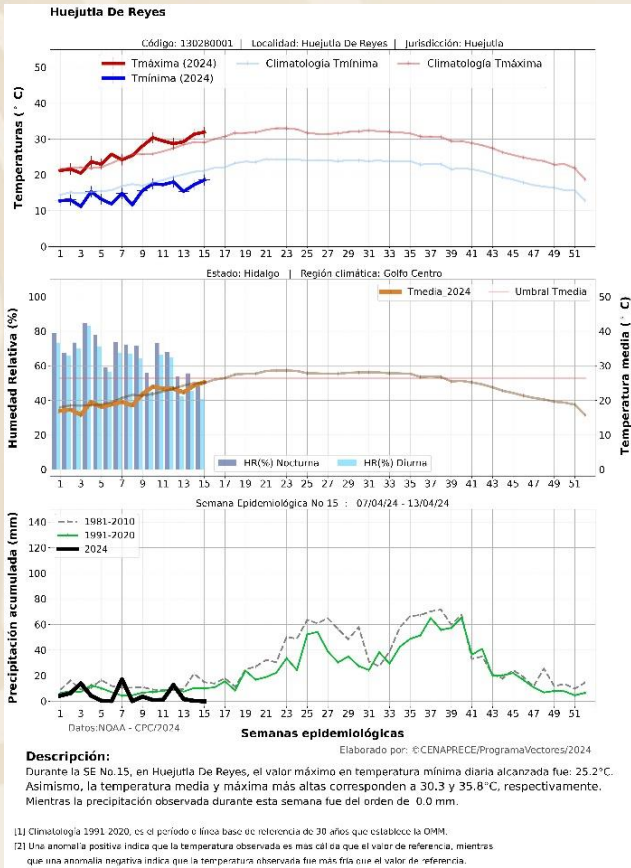 Huejutla De Reyes
Código: 130280001 | Localidad: Huejutla De Reyes | Jurisdicción: Huejutla
Tmáxima (2024)
Tmínima (2024)
Climatología Tmínima
Climatología Tmáxima
Temperaturas (° C)
50
40
30
20
10
0
1 3 5 7 9 11 13 15 17 19 21 23 25 27 29 31 33 35 37 39 41 43 45 47 49 51
Estado: Hidalgo | Región climática: Golfo Centro
Tmedia_2024
Umbral Tmedia
Humedad Relativa (%)
100
80
60
40
20
0
50
40
30
20
10
0
Temperatura media (° C)
HR(%) Nocturna
HR(%) Diurna
1 3 5 7 9 11 13 15 17 19 21 23 25 27 29 31 33 35 37 39 41 43 45 47 49 51
Semana Epidemiológica No 15 : 07/04/24 - 13/04/24
1981-2010
1991-2020
2024
Precipitación acumulada (mm)
140
120
100
80
60
40
20
0
1 3 5 7 9 11 13 15 17 19 21 23 25 27 29 31 33 35 37 39 41 43 45 47 49 51
Datos:NOAA - CPC/2024
Semanas epidemiológicas
Elaborado por: ©CENAPRECE/ProgramaVectores/2024
Descripción:
Durante la SE No.15, en Huejutla De Reyes, el valor máximo en temperatura mínima diaria alcanzada fue: 25.2°C.
Asimismo, la temperatura media y máxima más altas corresponden a 30.3 y 35.8°C, respectivamente.
Mientras la precipitación observada durante esta semana fue del orden de 0.0 mm.
[1] Climatología 1991-2020, es el período o línea base de referencia de 30 años que establece la OMM.
[2] Una anomalía positiva indica que la temperatura observada es más cálida que el valor de referencia, mientras
que una anomalía negativa indica que la temperatura observada fue más fría que el valor de referencia.